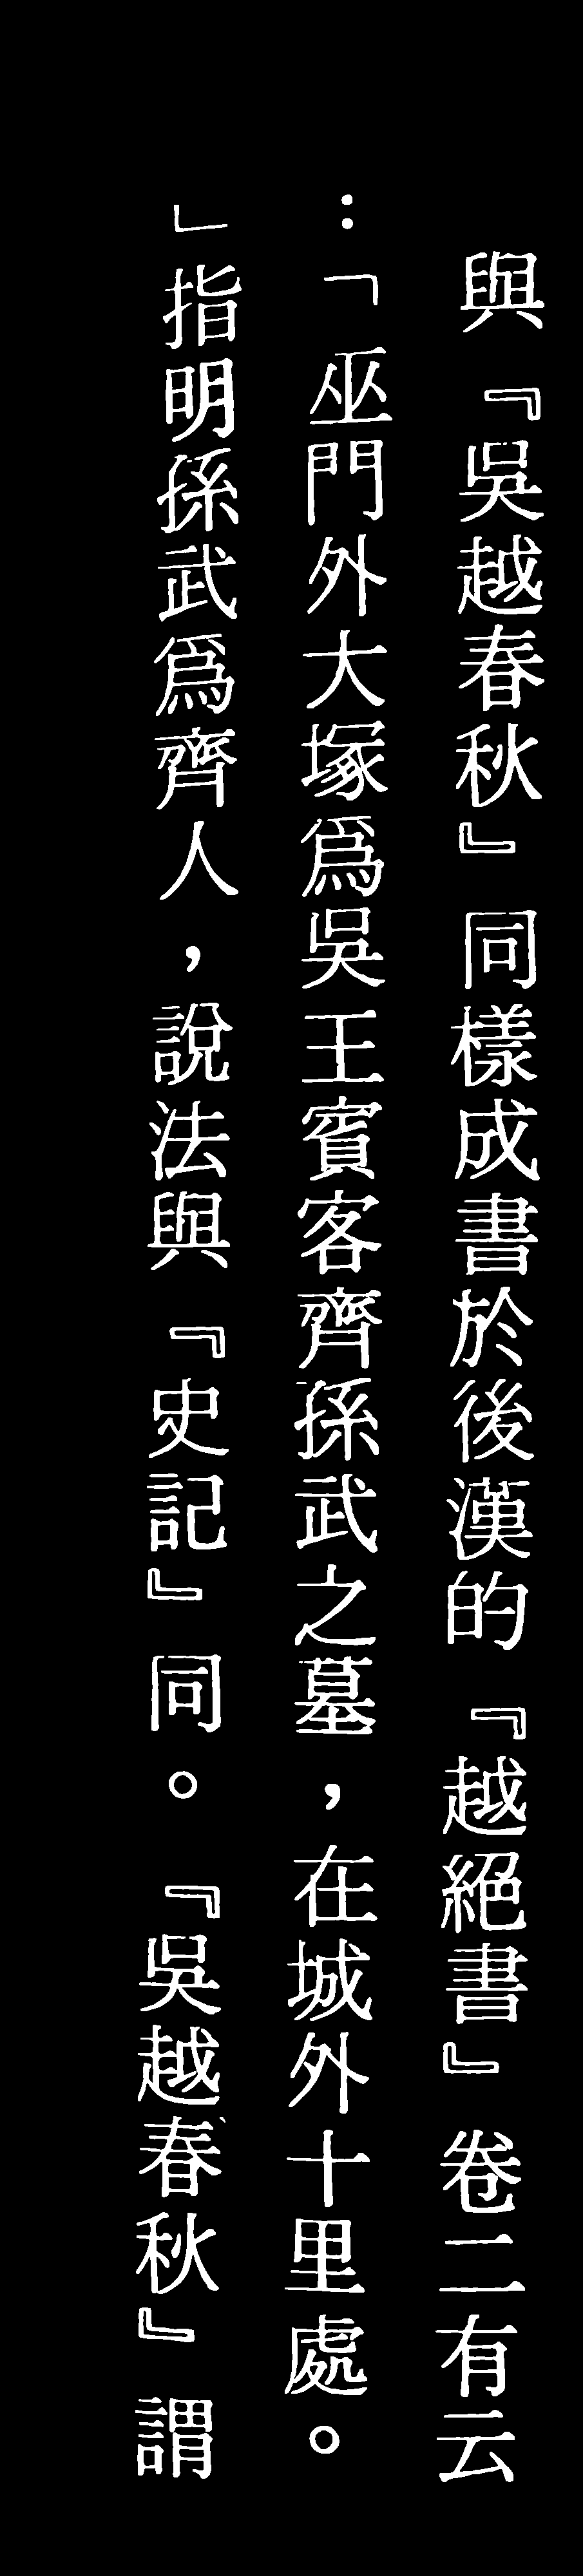 與『吳越春秋』同樣成書於後漢的『越絕書』卷二有云
：「巫門外大塚爲吳王賓客齊孫武之墓，在城外十里處。
」指明孫武爲齊人，說法與『史記』同。『吳越春秋』謂